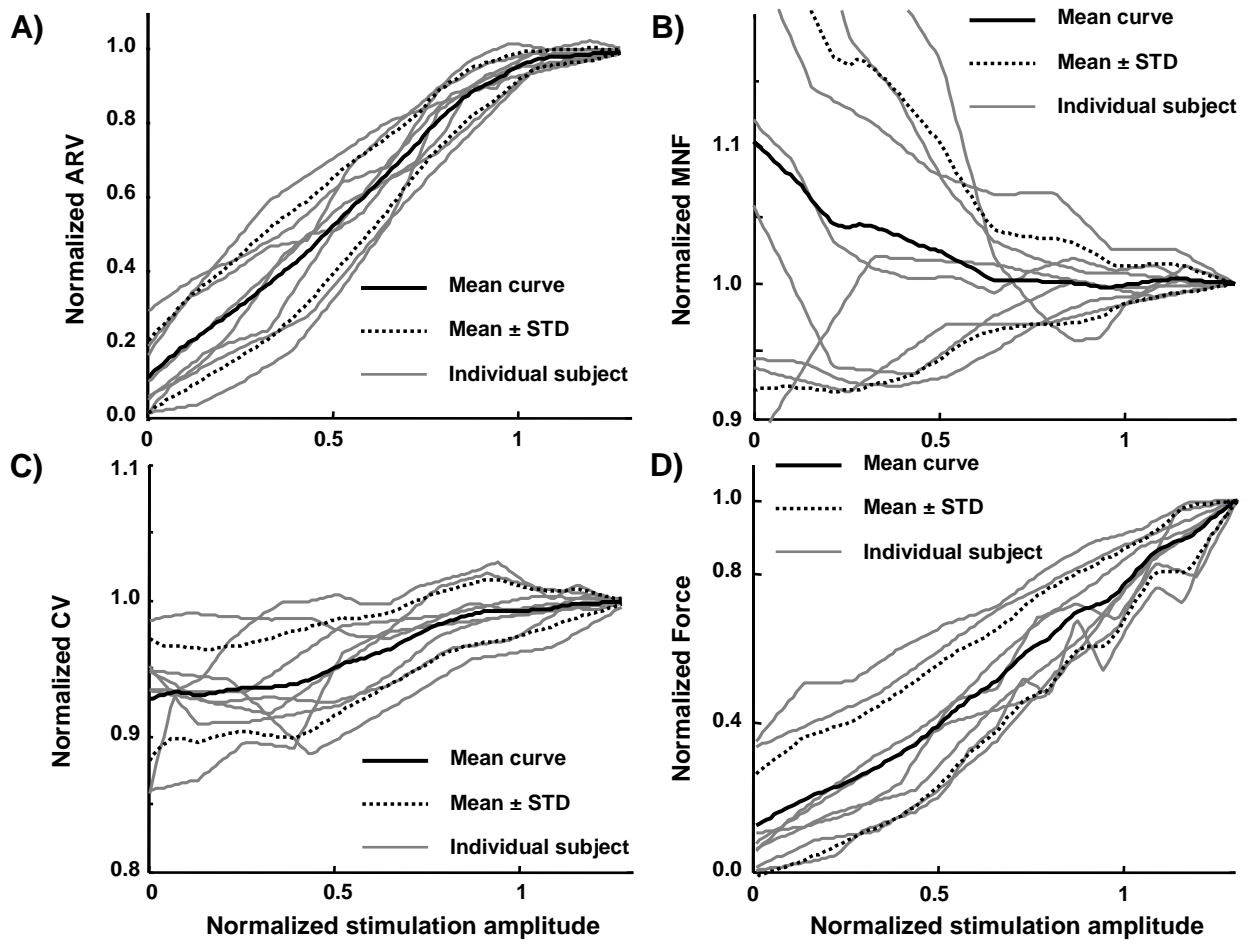 A)
Normalized ARV
1.0
0.8
0.6
0.4
0.2
0.0
0
0.5
1
Mean curve
Mean ± STD
Individual subject
B)
Normalized MNF
1.1
1.0
0.9
0
0.5
1
Mean curve
Mean ± STD
Individual subject
C)
Normalized CV
1.1
1.0
0.9
0.8
0
0.5
1
Mean curve
Mean ± STD
Individual subject
Normalized stimulation amplitude
D)
Normalized Force
1.0
0.8
0.4
0.0
0
0.5
1
Mean curve
Mean ± STD
Individual subject
Normalized stimulation amplitude